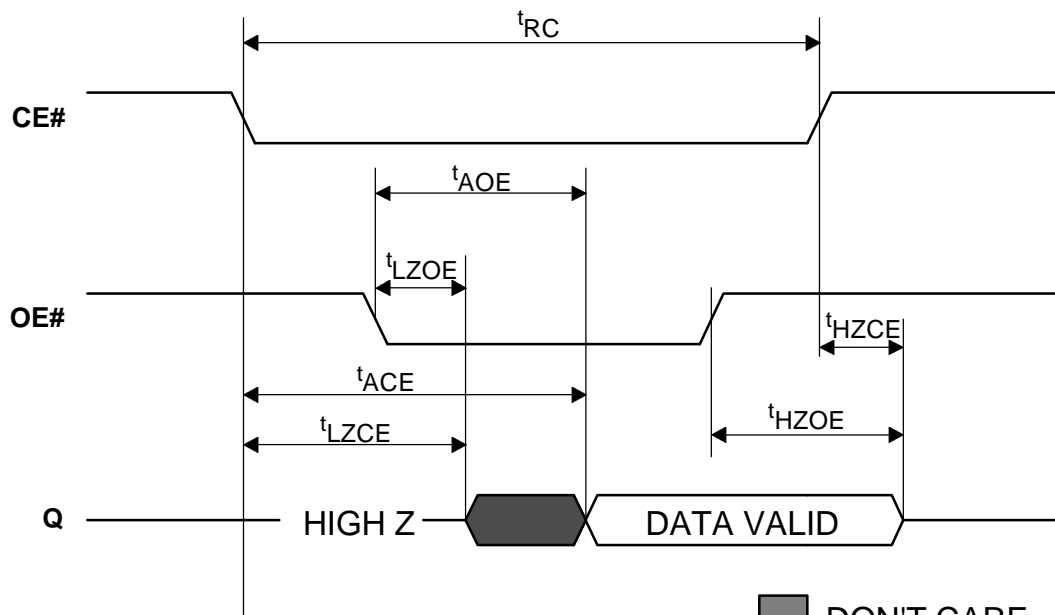 tRC
CE#
tAOE
tLZOE
OE#
tHZCE
tACE
tHZOE
tLZCE
Q HIGH Z DATA VALID
DON'T CARE